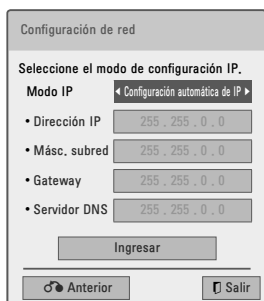 Configuración de red
Seleccione el modo de configuración IP.
Modo IP ◀ Configuración automática de IP ▶
• Dirección IP 255 . 255 . 0 . 0
• Másc. subred 255 . 255 . 0 . 0
• Gateway 255 . 255 . 0 . 0
• Servidor DNS 255 . 255 . 0 . 0
Ingresar
Anterior Salir